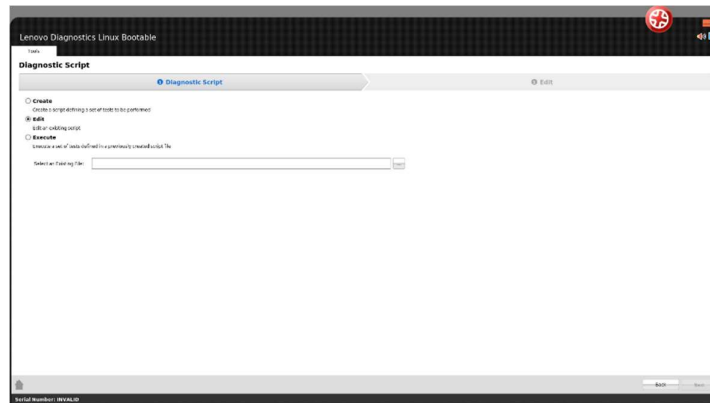 Lenovo Diagnostics Linux Bootable
Tools
Diagnostic Script
Diagnostic Script
Edit
Create
Create a script defining a set of tests to be performed
Edit
Edit an existing script
Execute
Execute a set of tests defined in a previously created script file
Select an Existing File:
BACK
Next
Serial Number: INVALID